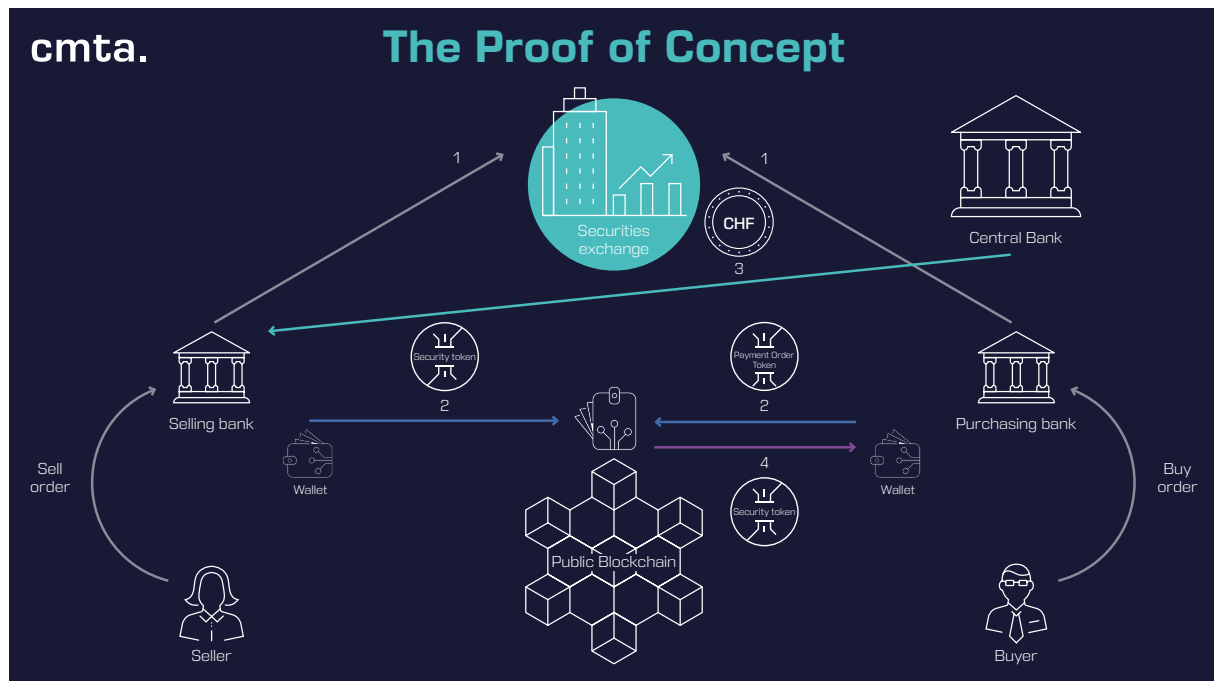 cmta.
The Proof of Concept
1
1
Securities
exchange
CHF
3
Central Bank
Selling bank
Security token
2
Payment Order
Token
2
Purchasing bank
Sell
order
Wallet
4
Security token
Wallet
Buy
order
Public Blockchain
Seller
Buyer